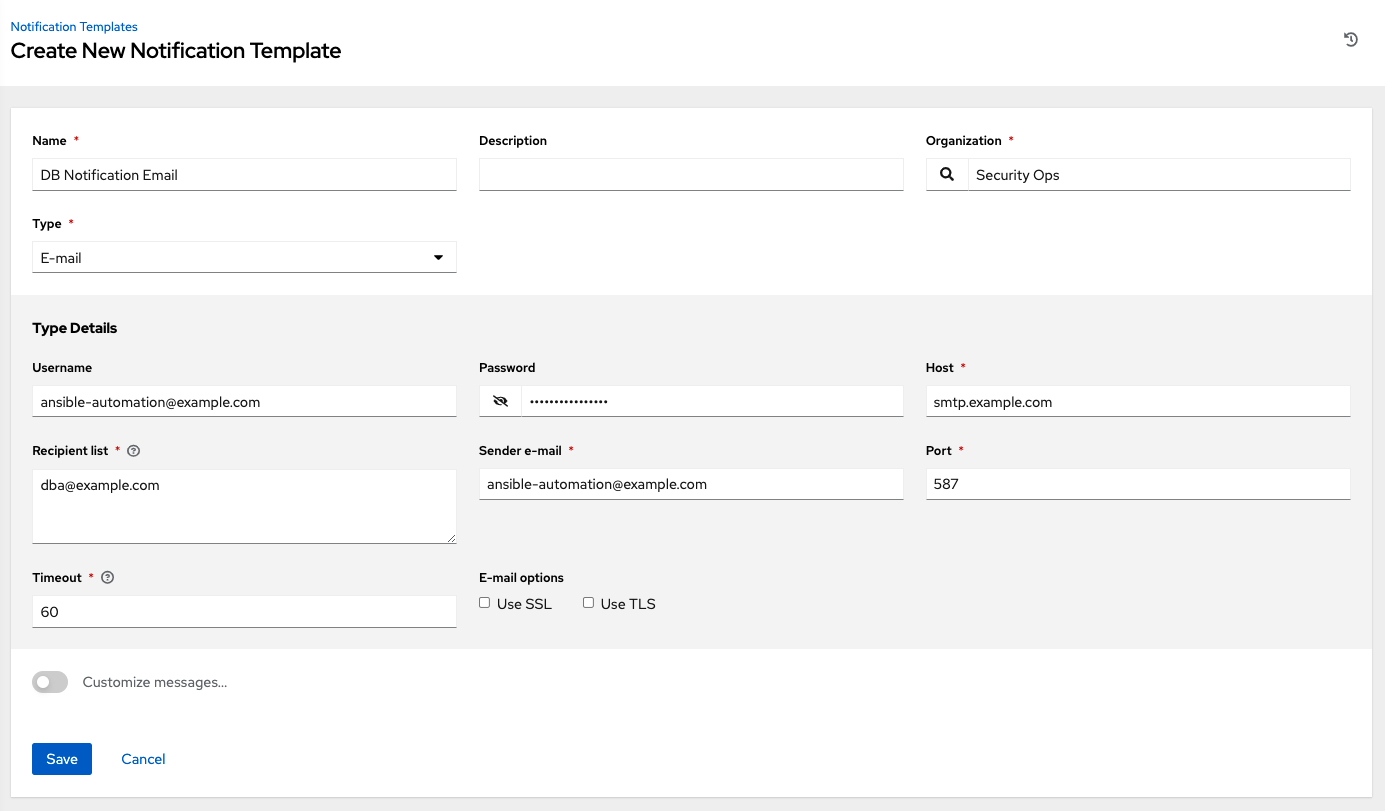 Notification Templates
Create New Notification Template
Name *
Description
Organization *
DB Notification Email
Security Ops
Type *
E-mail
Type Details
Username
Password
Host *
ansible-automation@example.com
••••••••••••••••
smtp.example.com
Recipient list *
Sender e-mail *
Port *
dba@example.com
ansible-automation@example.com
587
Timeout *
E-mail options
60
Use SSL
Use TLS
Customize messages...
Save
Cancel